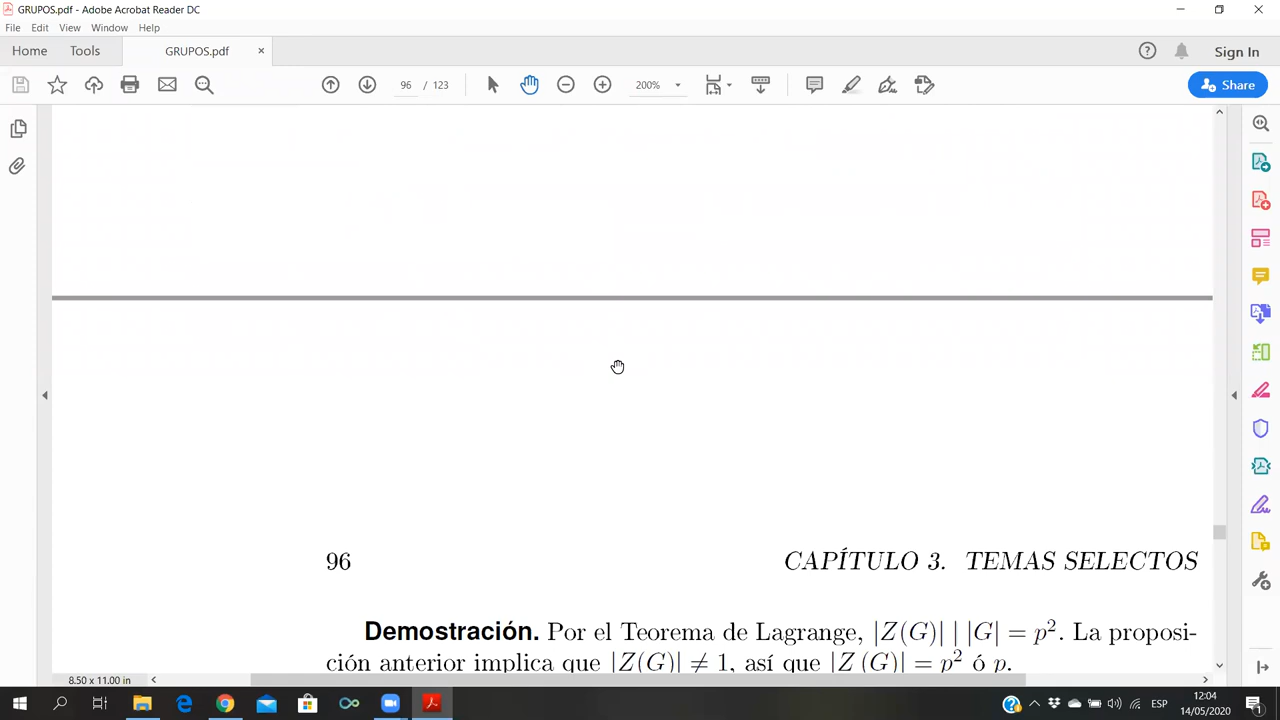 GRUPOS.pdf - Adobe Acrobat Reader DC
File Edit View Window Help
Home Tools GRUPOS.pdf × Sign In
96 / 123 200% Share
96 CAPÍTULO 3. TEMAS SELECTOS
Demostración. Por el Teorema de Lagrange, |Z(G)| | |G| = p². La proposi-
ción anterior implica que |Z(G)| ≠ 1, así que |Z (G)| = p² ó p.
8.50 x 11.00 in
ESP 12:04
14/05/2020